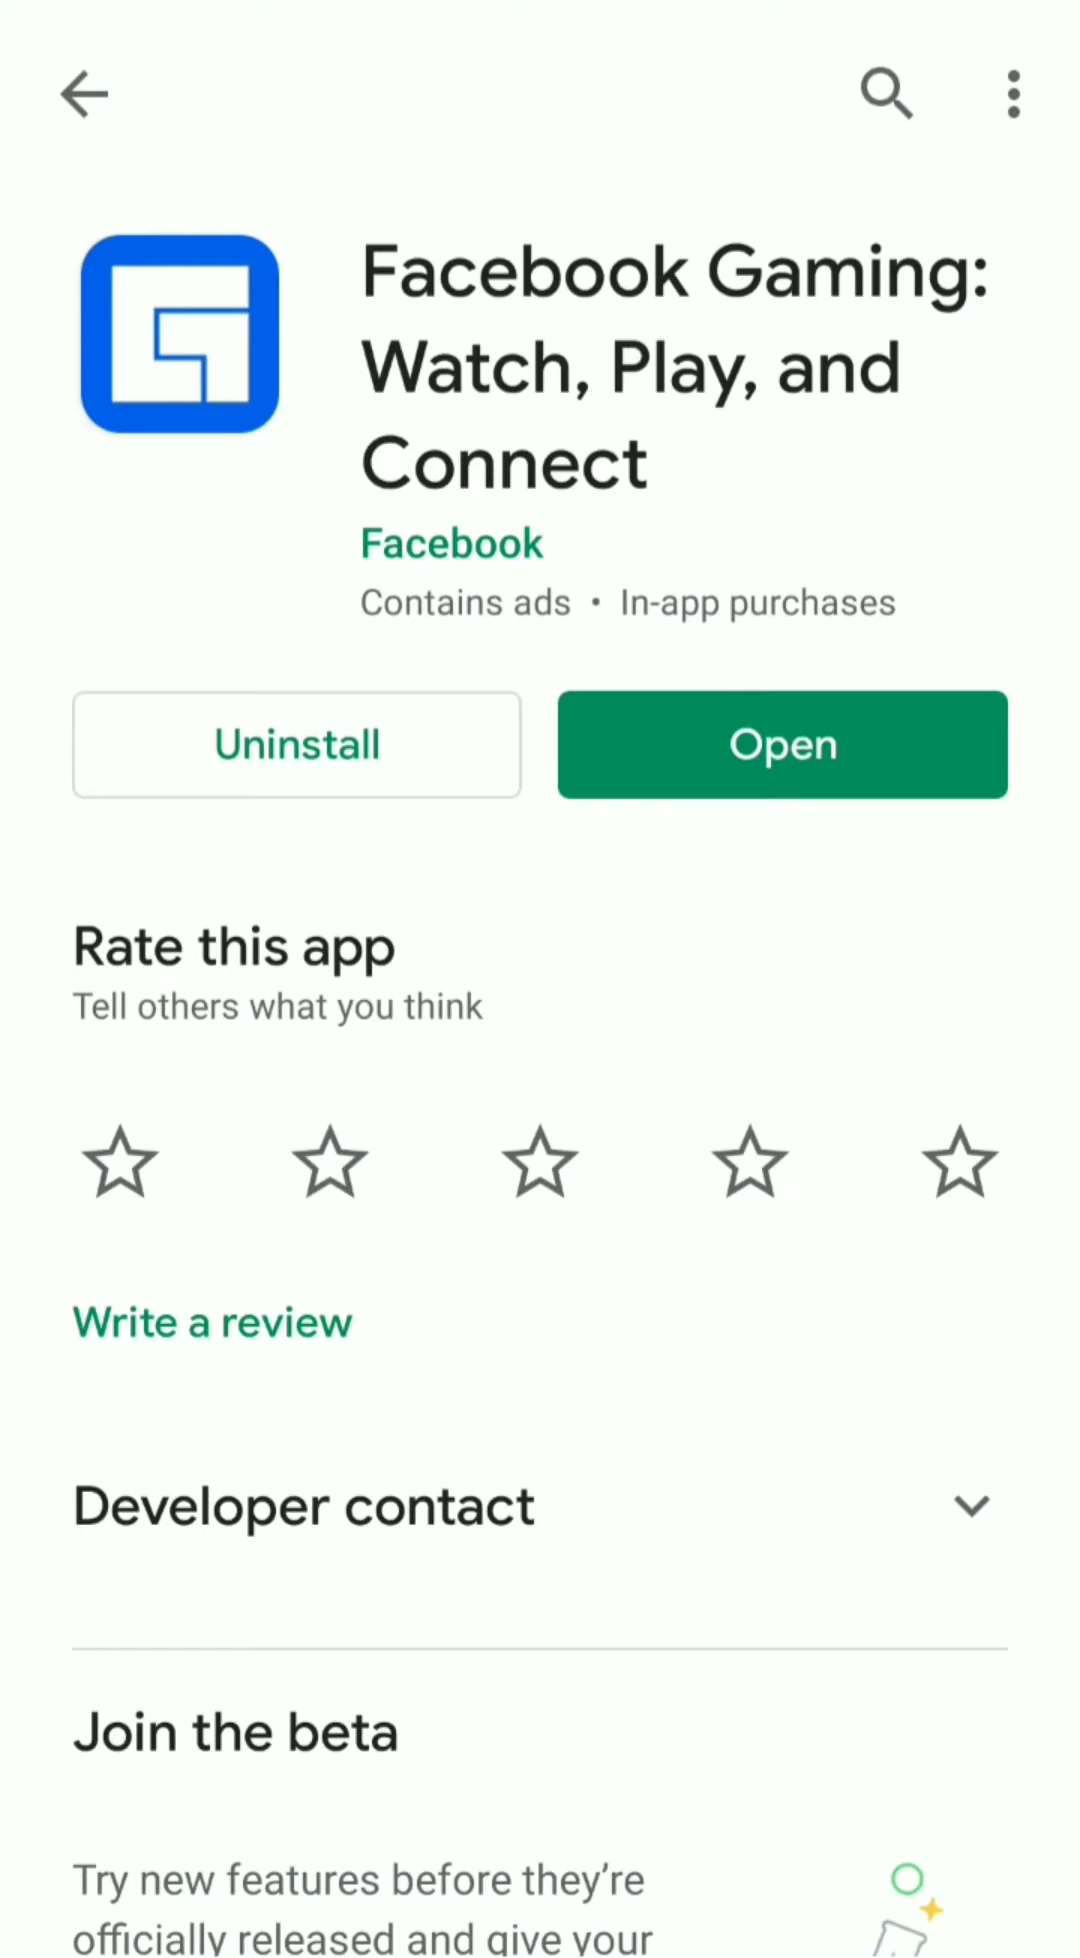 Facebook Gaming:
Watch, Play, and
Connect
Facebook
Contains ads • In-app purchases
Uninstall
Open
Rate this app
Tell others what you think
Write a review
Developer contact
Join the beta
Try new features before they’re
officially released and give your